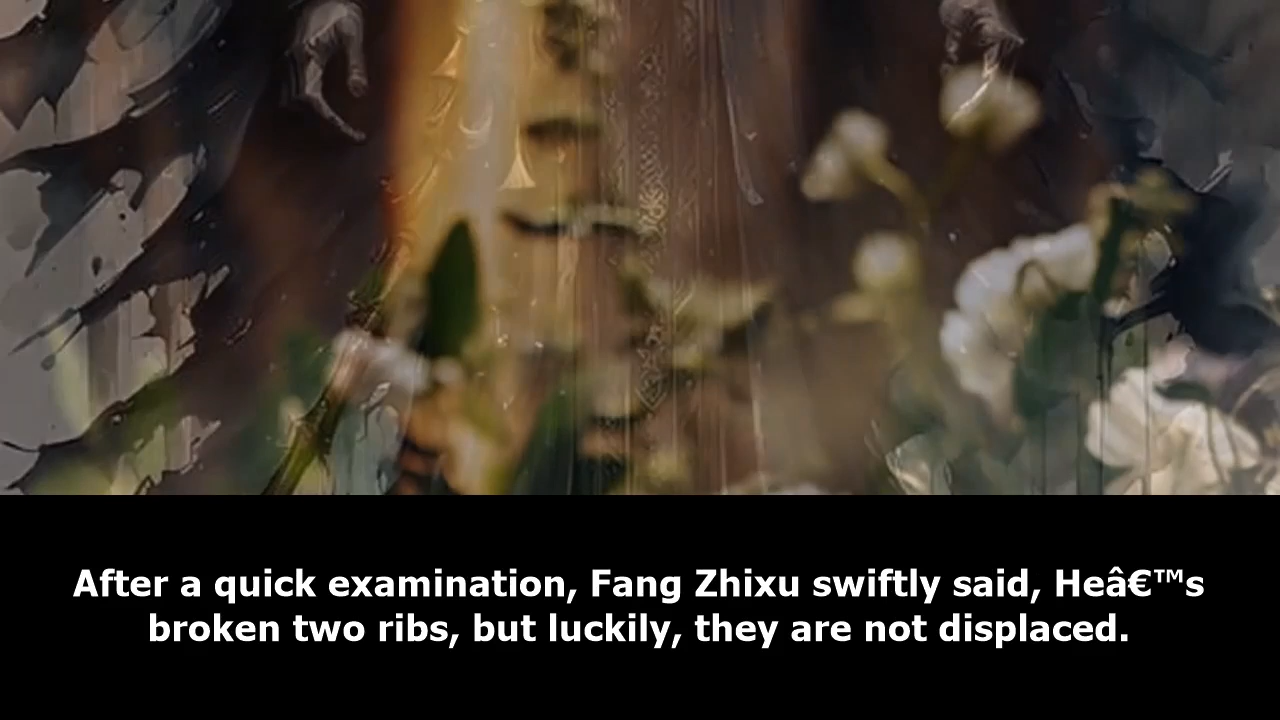 After a quick examination, Fang Zhixu swiftly said, Heâ€™s
broken two ribs, but luckily, they are not displaced.